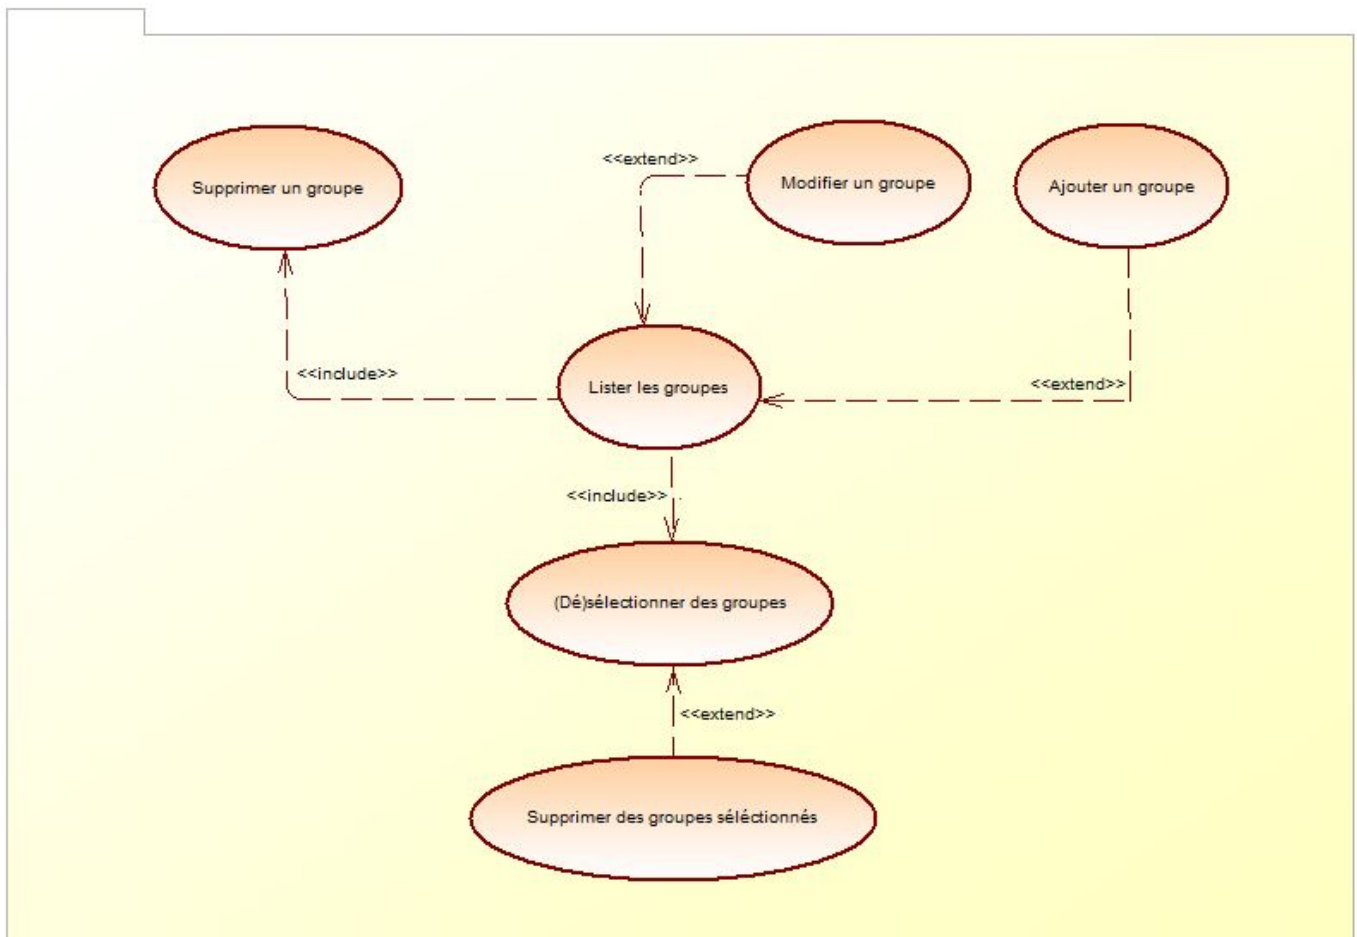 <<extend>>
Modifier un groupe
Ajouter un groupe
Supprimer un groupe
<<include>>
Lister les groupes
<<extend>>
<<include>>
(Dé)sélectionner des groupes
<<extend>>
Supprimer des groupes séléctionnés